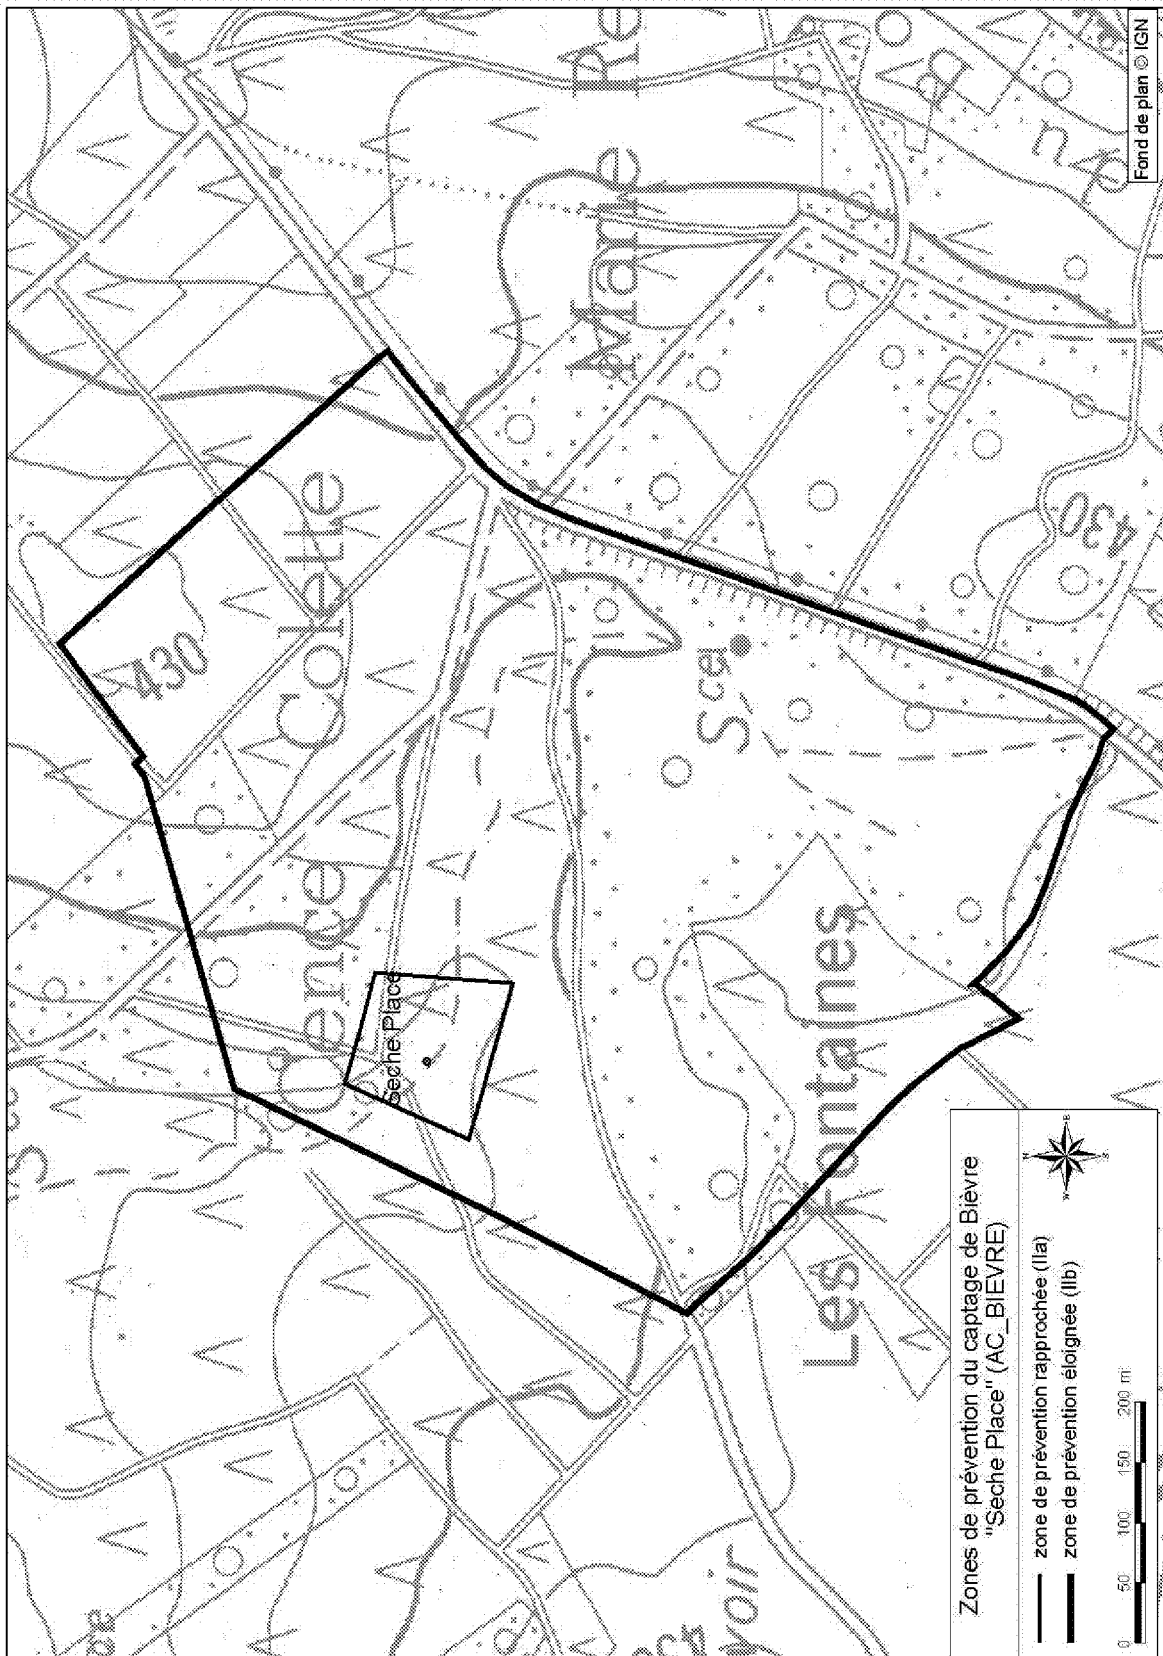 Fond de plan © IGN
Colette
430
Seche Place
S cel
430
Les Fontaines
Zones de prévention du captage de Bièvre
"Seche Place" (AC_BIEVRE)
zone de prévention rapprochée (IIa)
zone de prévention éloignée (IIb)
N
W
E
S
0 50 100 150 200 m